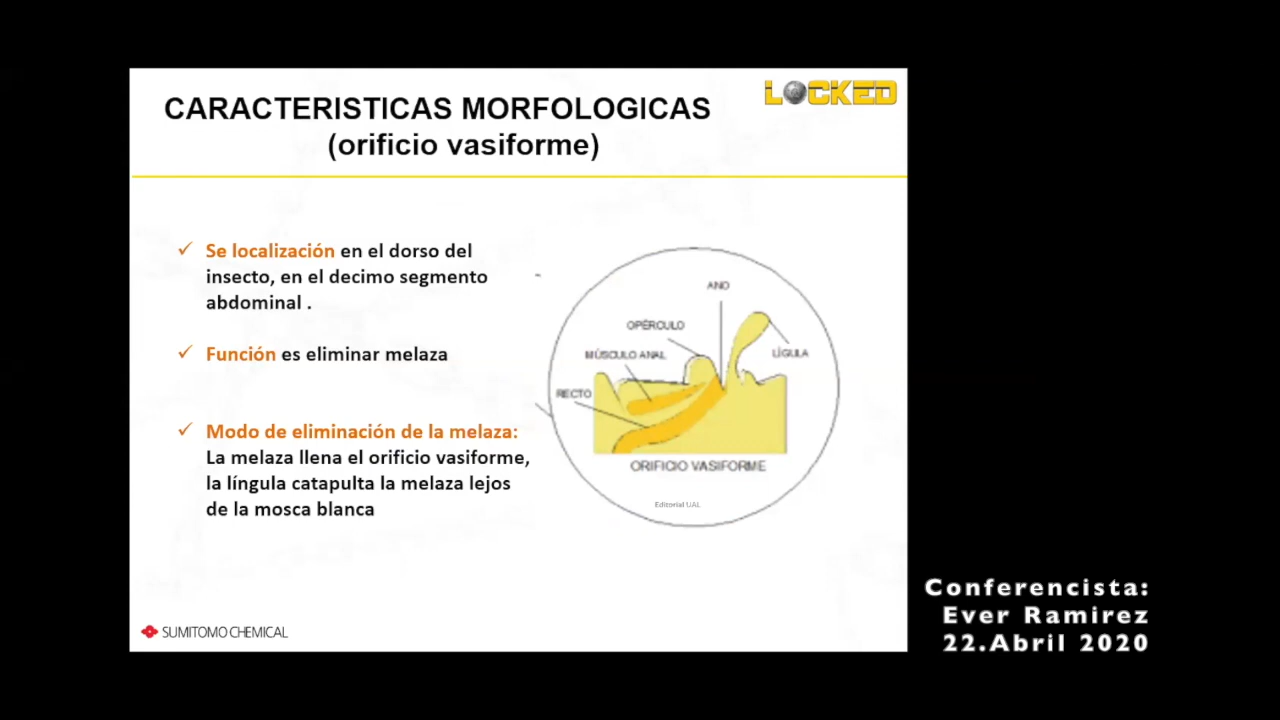 LOCKED
CARACTERISTICAS MORFOLOGICAS
(orificio vasiforme)
✓ Se localización en el dorso del
insecto, en el decimo segmento
abdominal .
✓ Función es eliminar melaza
✓ Modo de eliminación de la melaza:
La melaza llena el orificio vasiforme,
la língula catapulta la melaza lejos
de la mosca blanca
ANO
OPÉRCULO
MÚSCULO ANAL
LÍGULA
RECTO
ORIFICIO VASIFORME
Editorial UAL
SUMITOMO CHEMICAL
Conferencista:
Ever Ramirez
22.Abril 2020